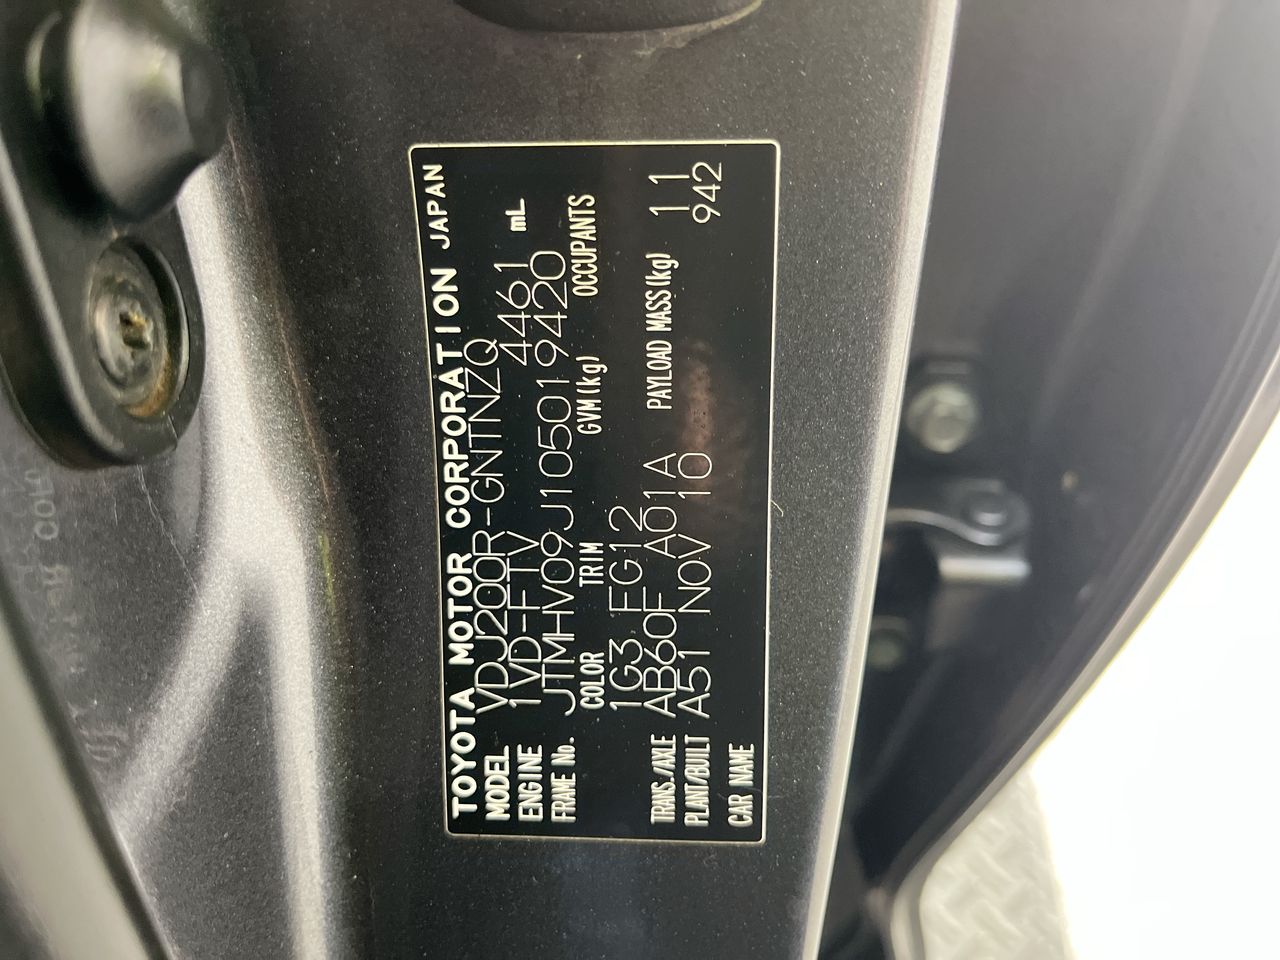 TOYOTA MOTOR CORPORATION JAPAN
MODEL VDJ200R-GNTNZQ
ENGINE 1VD-FTV 4461 mL
FRAME No. JTMHV09J105019420
COLOR TRIM GVM(kg) OCCUPANTS
1G3 FG12
TRANS./AXLE AB60F A01A PAYLOAD MASS(kg) 11
PLANT/BUILT A51 NOV 10 942
CAR NAME